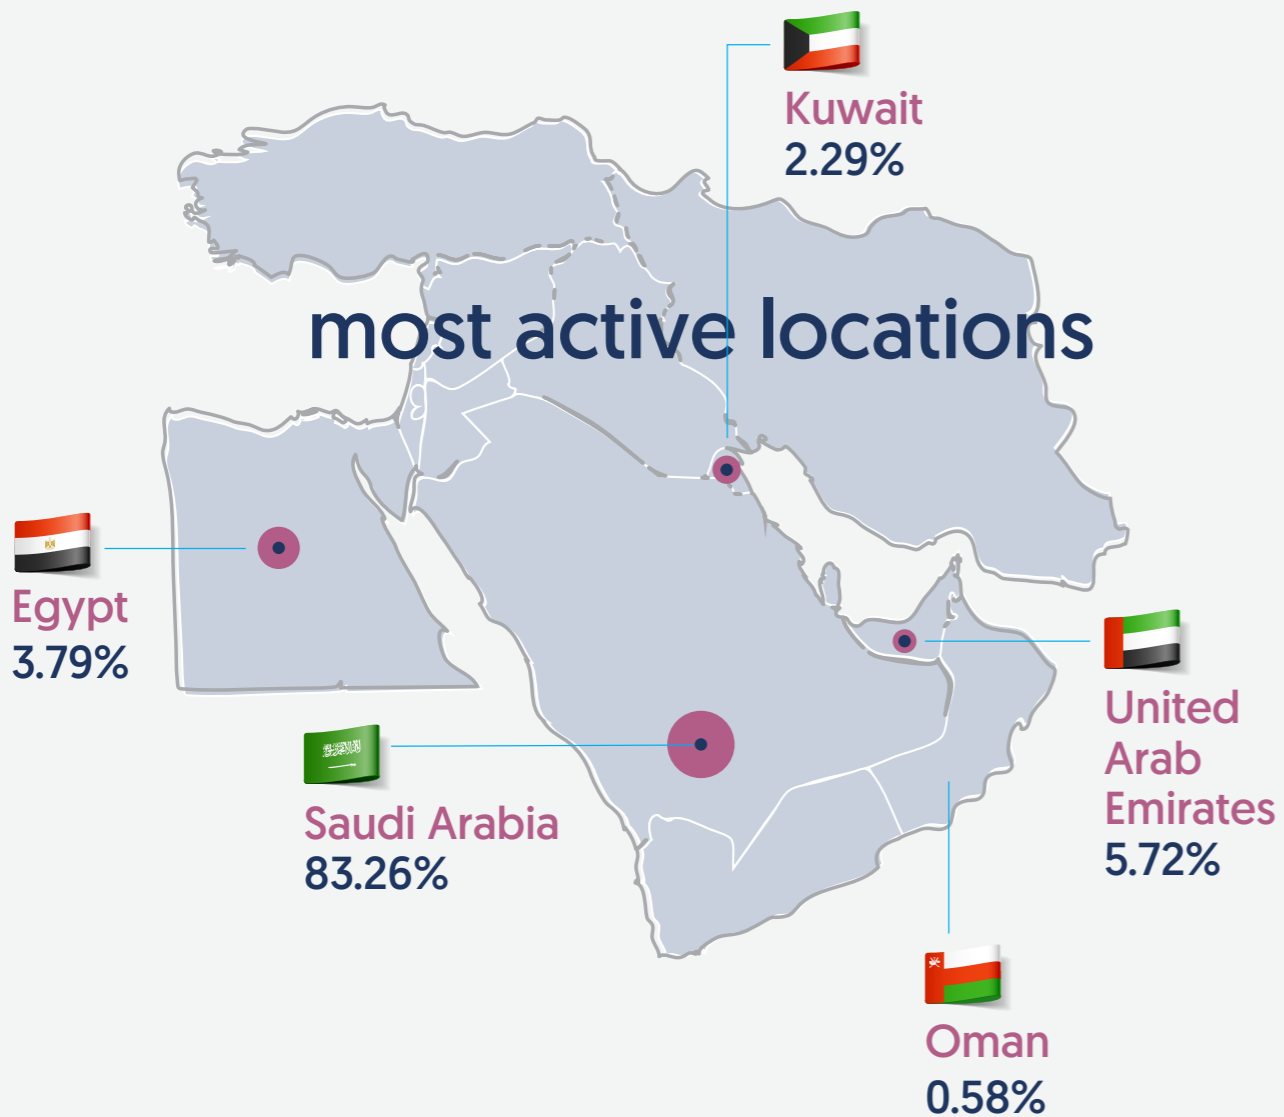 Kuwait
2.29%
most active locations
Egypt
3.79%
United
Arab
Emirates
5.72%
Saudi Arabia
83.26%
Oman
0.58%